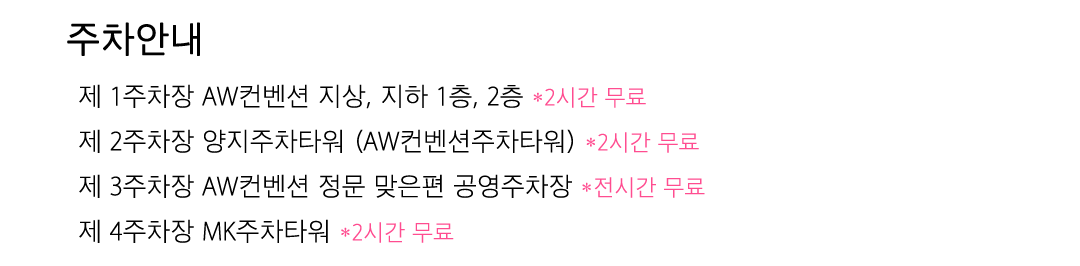 주차안내
제 1주차장 AW컨벤션 지상, 지하 1층, 2층 *2시간 무료
제 2주차장 양지주차타워 (AW컨벤션주차타워) *2시간 무료
제 3주차장 AW컨벤션 정문 맞은편 공영주차장 *전시간 무료
제 4주차장 MK주차타워 *2시간 무료